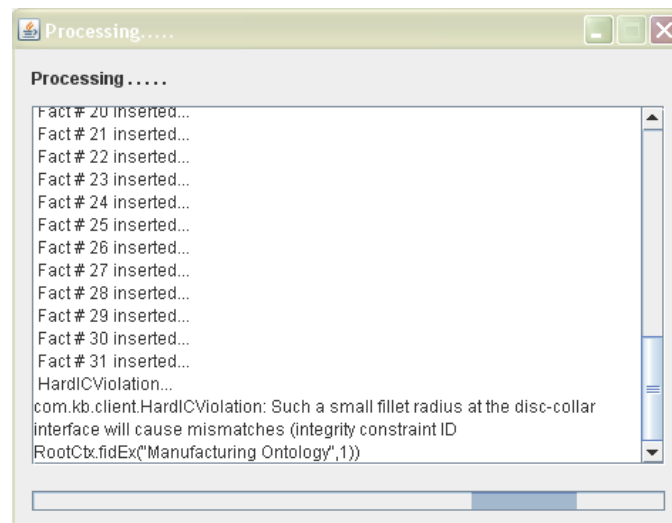 Processing.....
Processing.....
Fact # 20 inserted...
Fact # 21 inserted...
Fact # 22 inserted...
Fact # 23 inserted...
Fact # 24 inserted...
Fact # 25 inserted...
Fact # 26 inserted...
Fact # 27 inserted...
Fact # 28 inserted...
Fact # 29 inserted...
Fact # 30 inserted...
Fact # 31 inserted...
HardICViolation...
com.kb.client.HardICViolation: Such a small fillet radius at the disc-collar
interface will cause mismatches (integrity constraint ID
RootCtx.fidEx("Manufacturing Ontology",1))